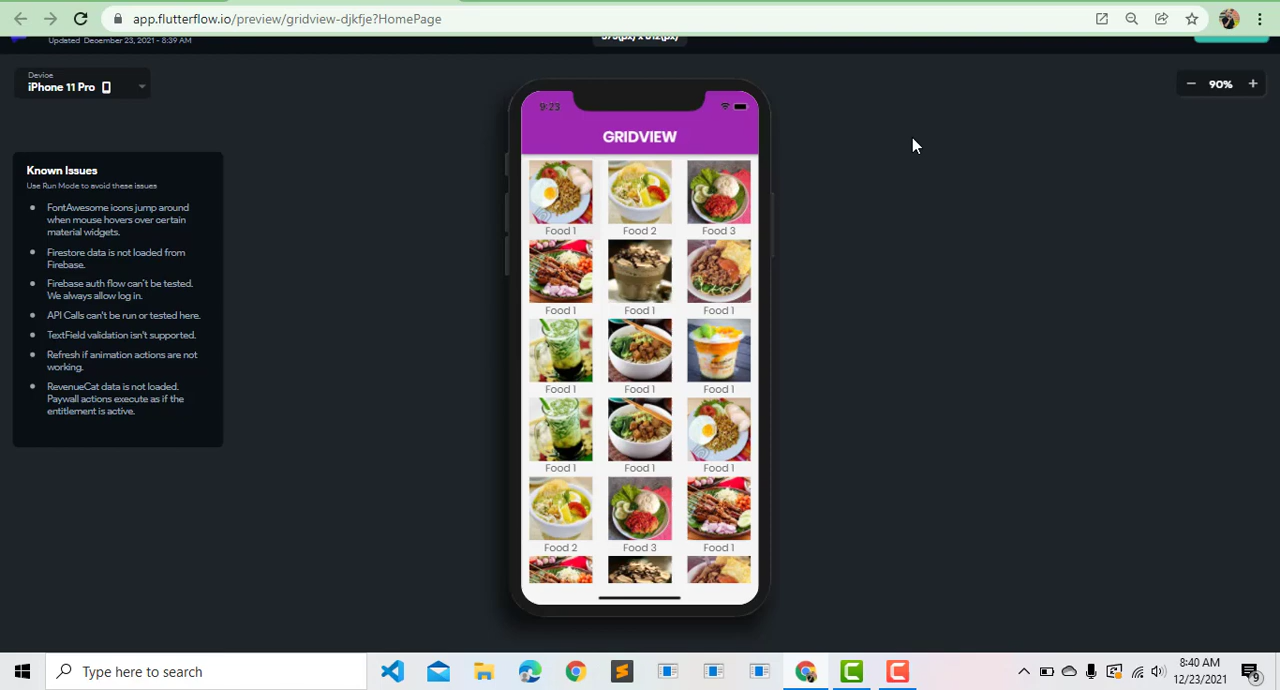 app.flutterflow.io/preview/gridview-djkfje?HomePage
Updated December 23, 2021 - 8:39 AM
375(px) x 812(px)
Device
iPhone 11 Pro
90%
Known Issues
Use Run Mode to avoid these issues
FontAwesome icons jump around
when mouse hovers over certain
material widgets.
Firestore data is not loaded from
Firebase.
Firebase auth flow can't be tested.
We always allow log in.
API Calls can't be run or tested here.
TextField validation isn't supported.
Refresh if animation actions are not
working.
RevenueCat data is not loaded.
Paywall actions execute as if the
entitlement is active.
9:23
GRIDVIEW
Food 1 Food 2 Food 3
Food 1 Food 1 Food 1
Food 1 Food 1 Food 1
Food 1 Food 1 Food 1
Food 2 Food 3 Food 1
Type here to search
8:40 AM
12/23/2021
9